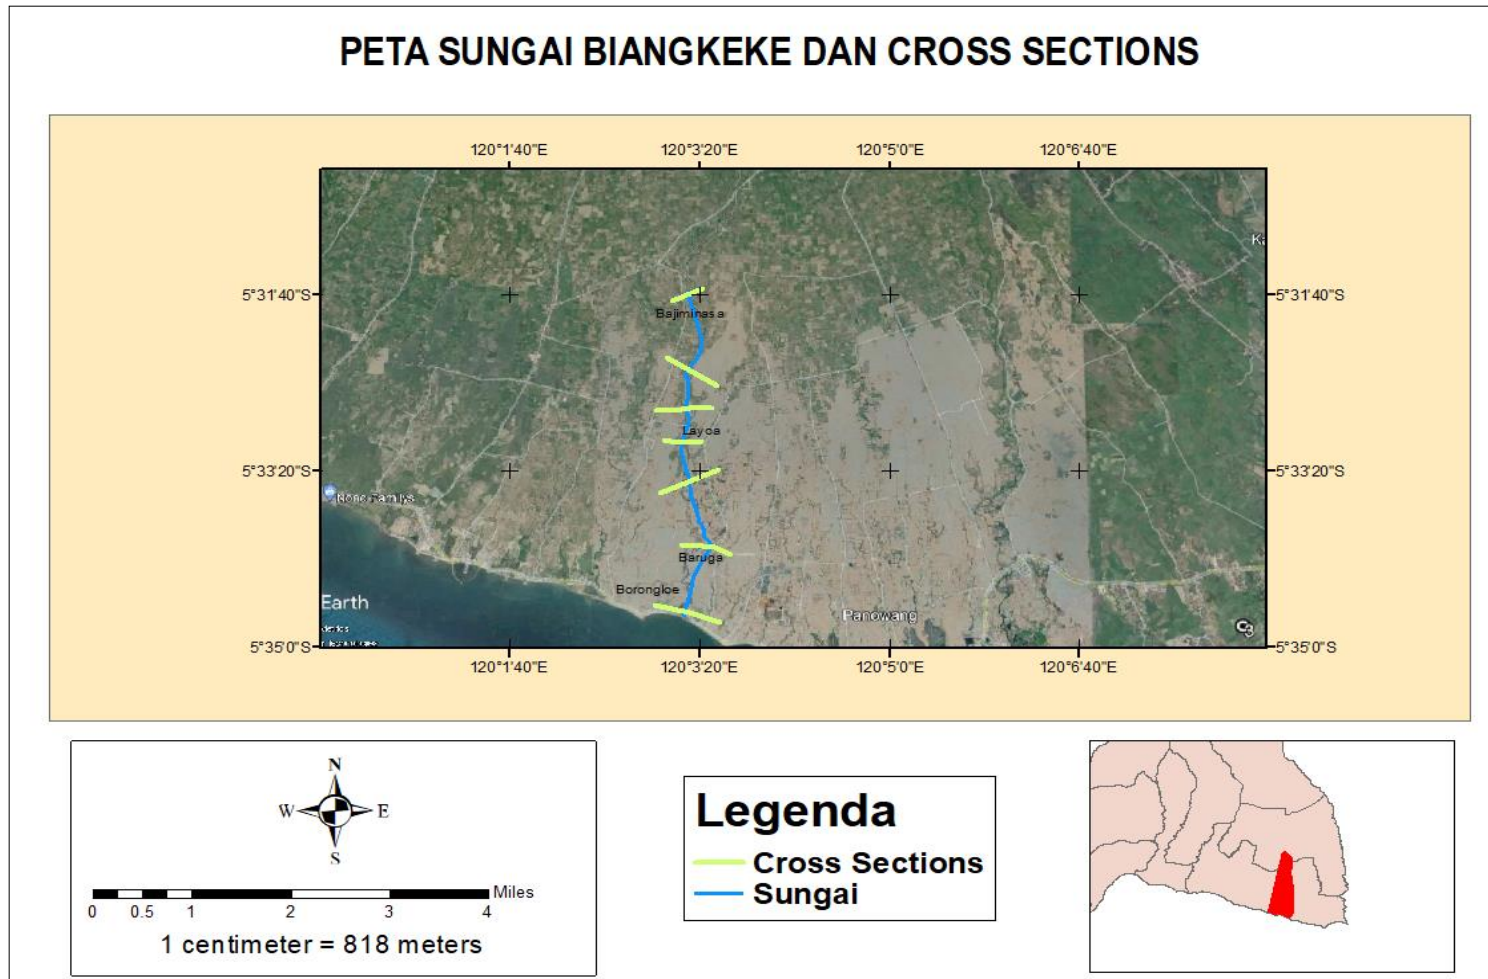 PETA SUNGAI BIANGKEKE DAN CROSS SECTIONS
120°1'40"E 120°3'20"E 120°5'0"E 120°6'40"E
5°31'40"S 5°31'40"S
Bajiminasa
Layoa
5°33'20"S 5°33'20"S
Nono Familys
Baruga
Borongloe
Earth
Panowang
5°35'0"S 5°35'0"S
120°1'40"E 120°3'20"E 120°5'0"E 120°6'40"E
N
W E
S
Miles
0 0.5 1 2 3 4
1 centimeter = 818 meters
Legenda
Cross Sections
Sungai